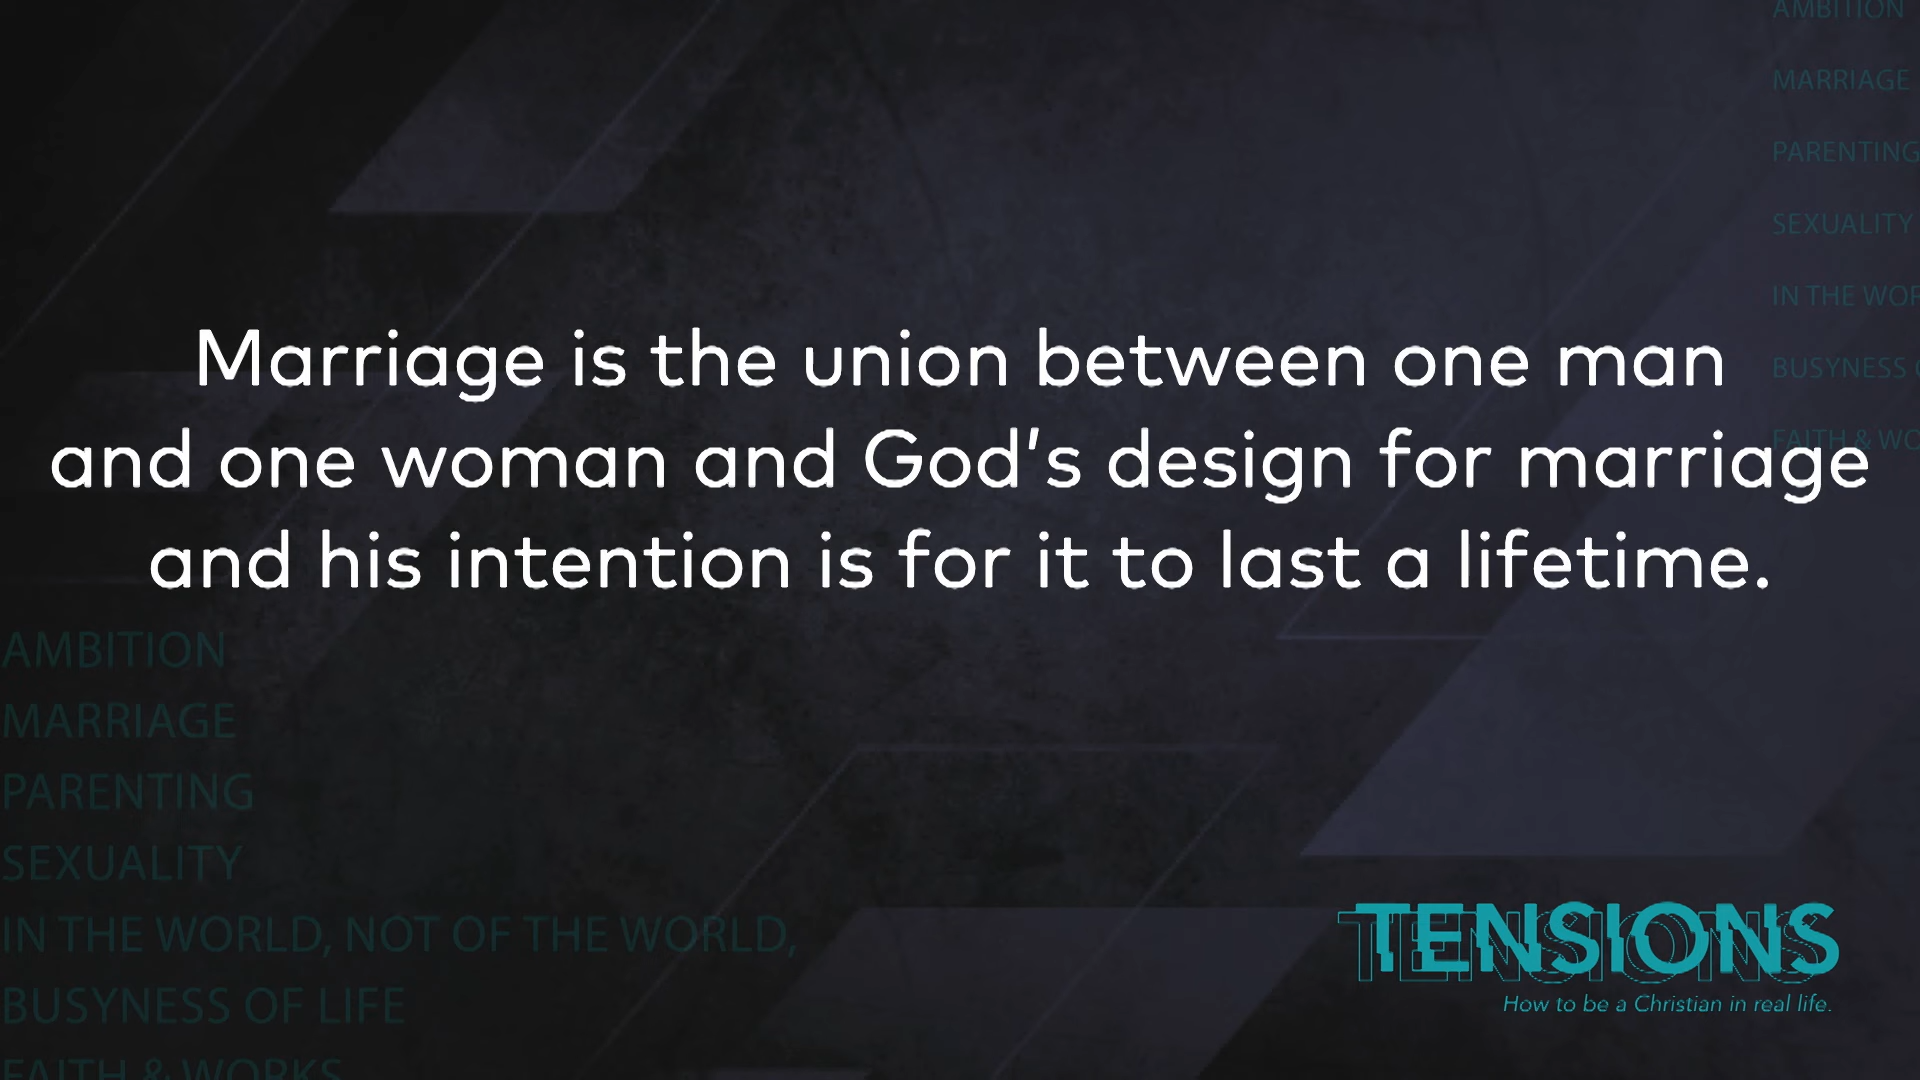 AMBITION
MARRIAGE
PARENTING
SEXUALITY
IN THE WOR
BUSYNESS
FAITH & WO
Marriage is the union between one man
and one woman and God's design for marriage
and his intention is for it to last a lifetime.
AMBITION
MARRIAGE
PARENTING
SEXUALITY
IN THE WORLD, NOT OF THE WORLD,
BUSYNESS OF LIFE
FAITH & WORKS
TENSIONS
How to be a Christian in real life.